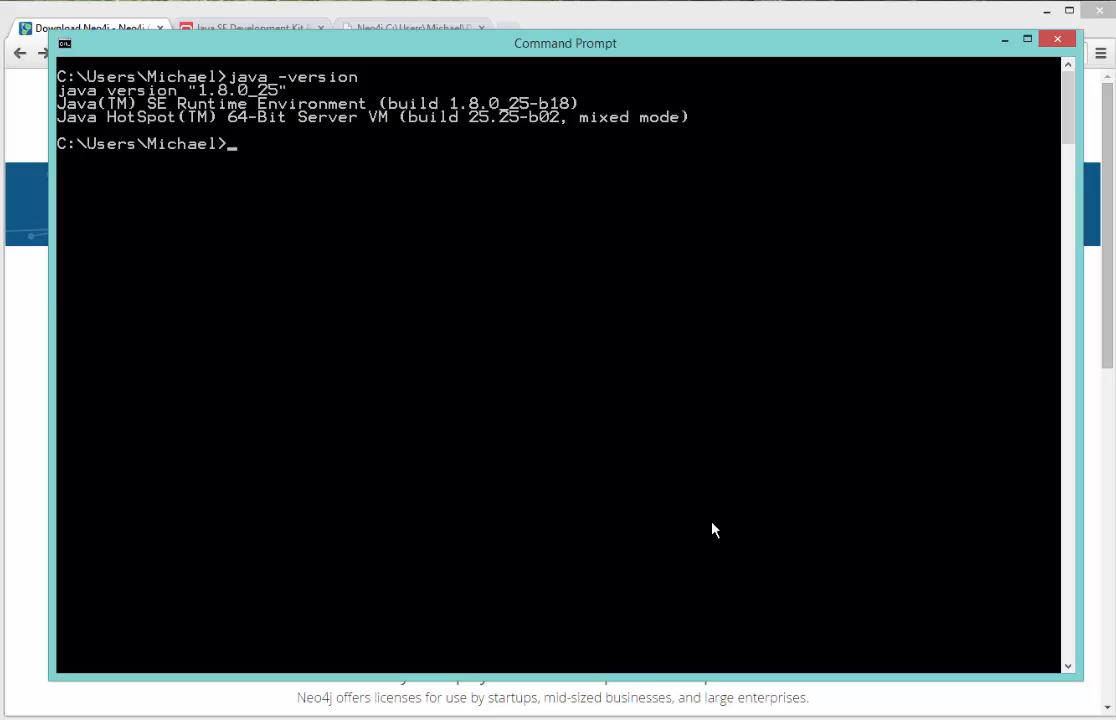 Download Neo4j - Neo4j
Java SE Development Kit 8
Neo4j C:\Users\Michael\
Command Prompt
C:\Users\Michael>java -version
java version "1.8.0_25"
Java(TM) SE Runtime Environment (build 1.8.0_25-b18)
Java HotSpot(TM) 64-Bit Server VM (build 25.25-b02, mixed mode)
C:\Users\Michael>_
Neo4j offers licenses for use by startups, mid-sized businesses, and large enterprises.